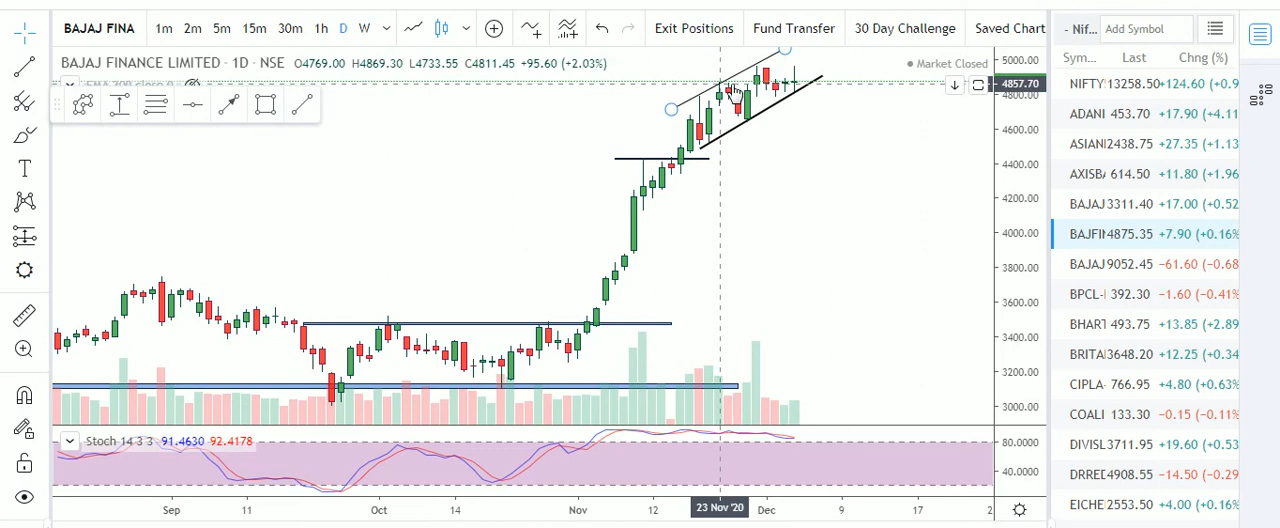 BAJAJ FINA 1m 2m 5m 15m 30m 1h D W Exit Positions Fund Transfer 30 Day Challenge Saved Chart
- Nif... Add Symbol
BAJAJ FINANCE LIMITED · 1D · NSE O4769.00 H4869.30 L4733.55 C4811.45 +95.60 (+2.03%)
Market Closed
Sym... Last Chg (%)
5000.00
4857.70
4800.00
4600.00
4400.00
4200.00
4000.00
3800.00
3600.00
3400.00
3200.00
3000.00
NIFTY 13258.50 +124.60 (+0.9
ADANI 453.70 +17.90 (+4.11
ASIAN 2438.75 +27.35 (+1.13
AXISB 614.50 +11.80 (+1.96
BAJAJ 3311.40 +17.00 (+0.52
BAJFI 4875.35 +7.90 (+0.16%
BAJAJ 9052.45 −61.60 (−0.68
BPCL- 392.30 −1.60 (−0.41%
BHART 493.75 +13.85 (+2.89
BRITA 3648.20 +12.25 (+0.34
CIPLA- 766.95 +4.80 (+0.63%
COALI 133.30 −0.15 (−0.11%
DIVISL 3711.95 +19.60 (+0.53
DRREE 4908.55 −14.50 (−0.29
EICHE 2553.50 +4.00 (+0.16%
Stoch 14 3 3 91.4630 92.4178
80.0000
40.0000
Sep 11 Oct 14 Nov 12 23 Nov '20 Dec 9 17 2